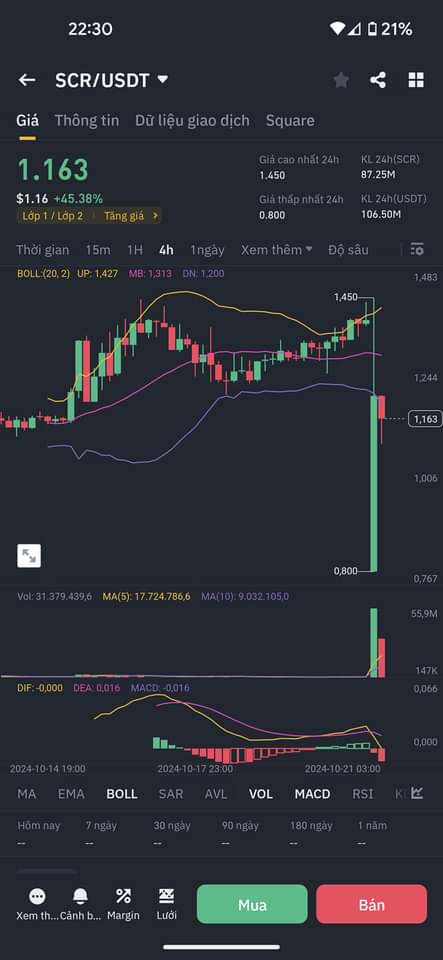 22:30 21%
SCR/USDT
Giá Thông tin Dữ liệu giao dịch Square
1.163
$1.16 +45.38%
Lớp 1 / Lớp 2 Tăng giá
Giá cao nhất 24h KL 24h(SCR)
1.450 87.25M
Giá thấp nhất 24h KL 24h(USDT)
0.800 106.50M
Thời gian 15m 1H 4h 1ngày Xem thêm Độ sâu
BOLL:(20, 2) UP: 1,427 MB: 1,313 DN: 1,200
1,483
1,450
1,244
1,163
1,006
0,800
0,767
Vol: 31.379.439,6 MA(5): 17.724.786,6 MA(10): 9.032.105,0
55,9M
147K
DIF: -0,000 DEA: 0,016 MACD: -0,016
0,066
0,000
2024-10-14 19:00 2024-10-17 23:00 2024-10-21 03:00
MA EMA BOLL SAR AVL VOL MACD RSI
Hôm nay 7 ngày 30 ngày 90 ngày 180 ngày 1 năm
-- -- -- -- -- --
Xem th... Cảnh b... Margin Lưới Mua Bán